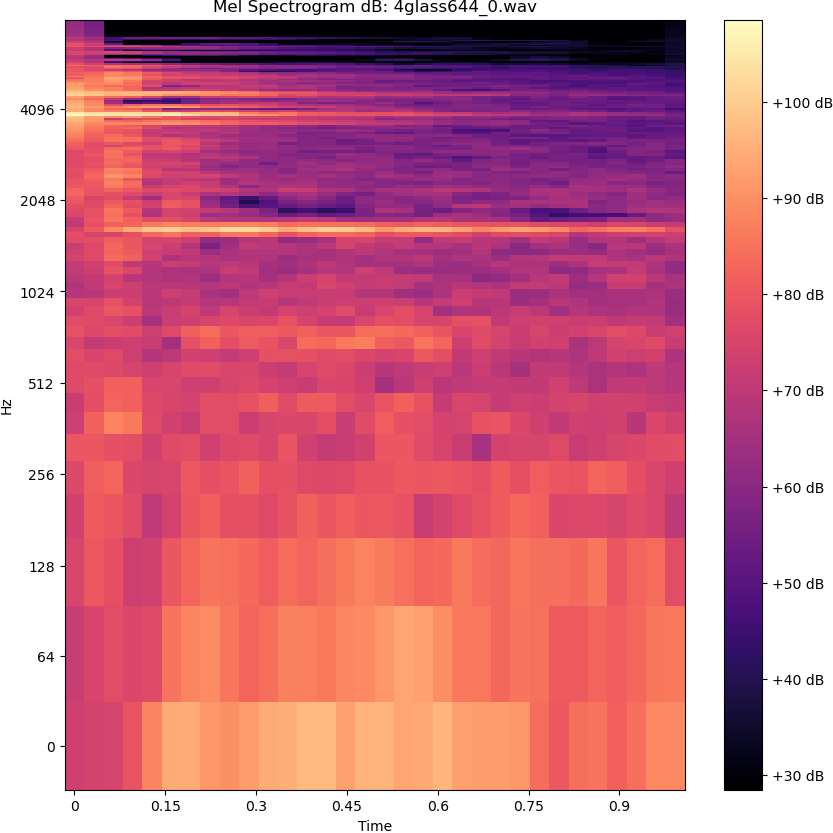 Mel Spectrogram dB: 4glass644_0.wav
Hz
4096
2048
1024
512
256
128
64
0
0
0.15
0.3
0.45
0.6
0.75
0.9
Time
+100 dB
+90 dB
+80 dB
+70 dB
+60 dB
+50 dB
+40 dB
+30 dB